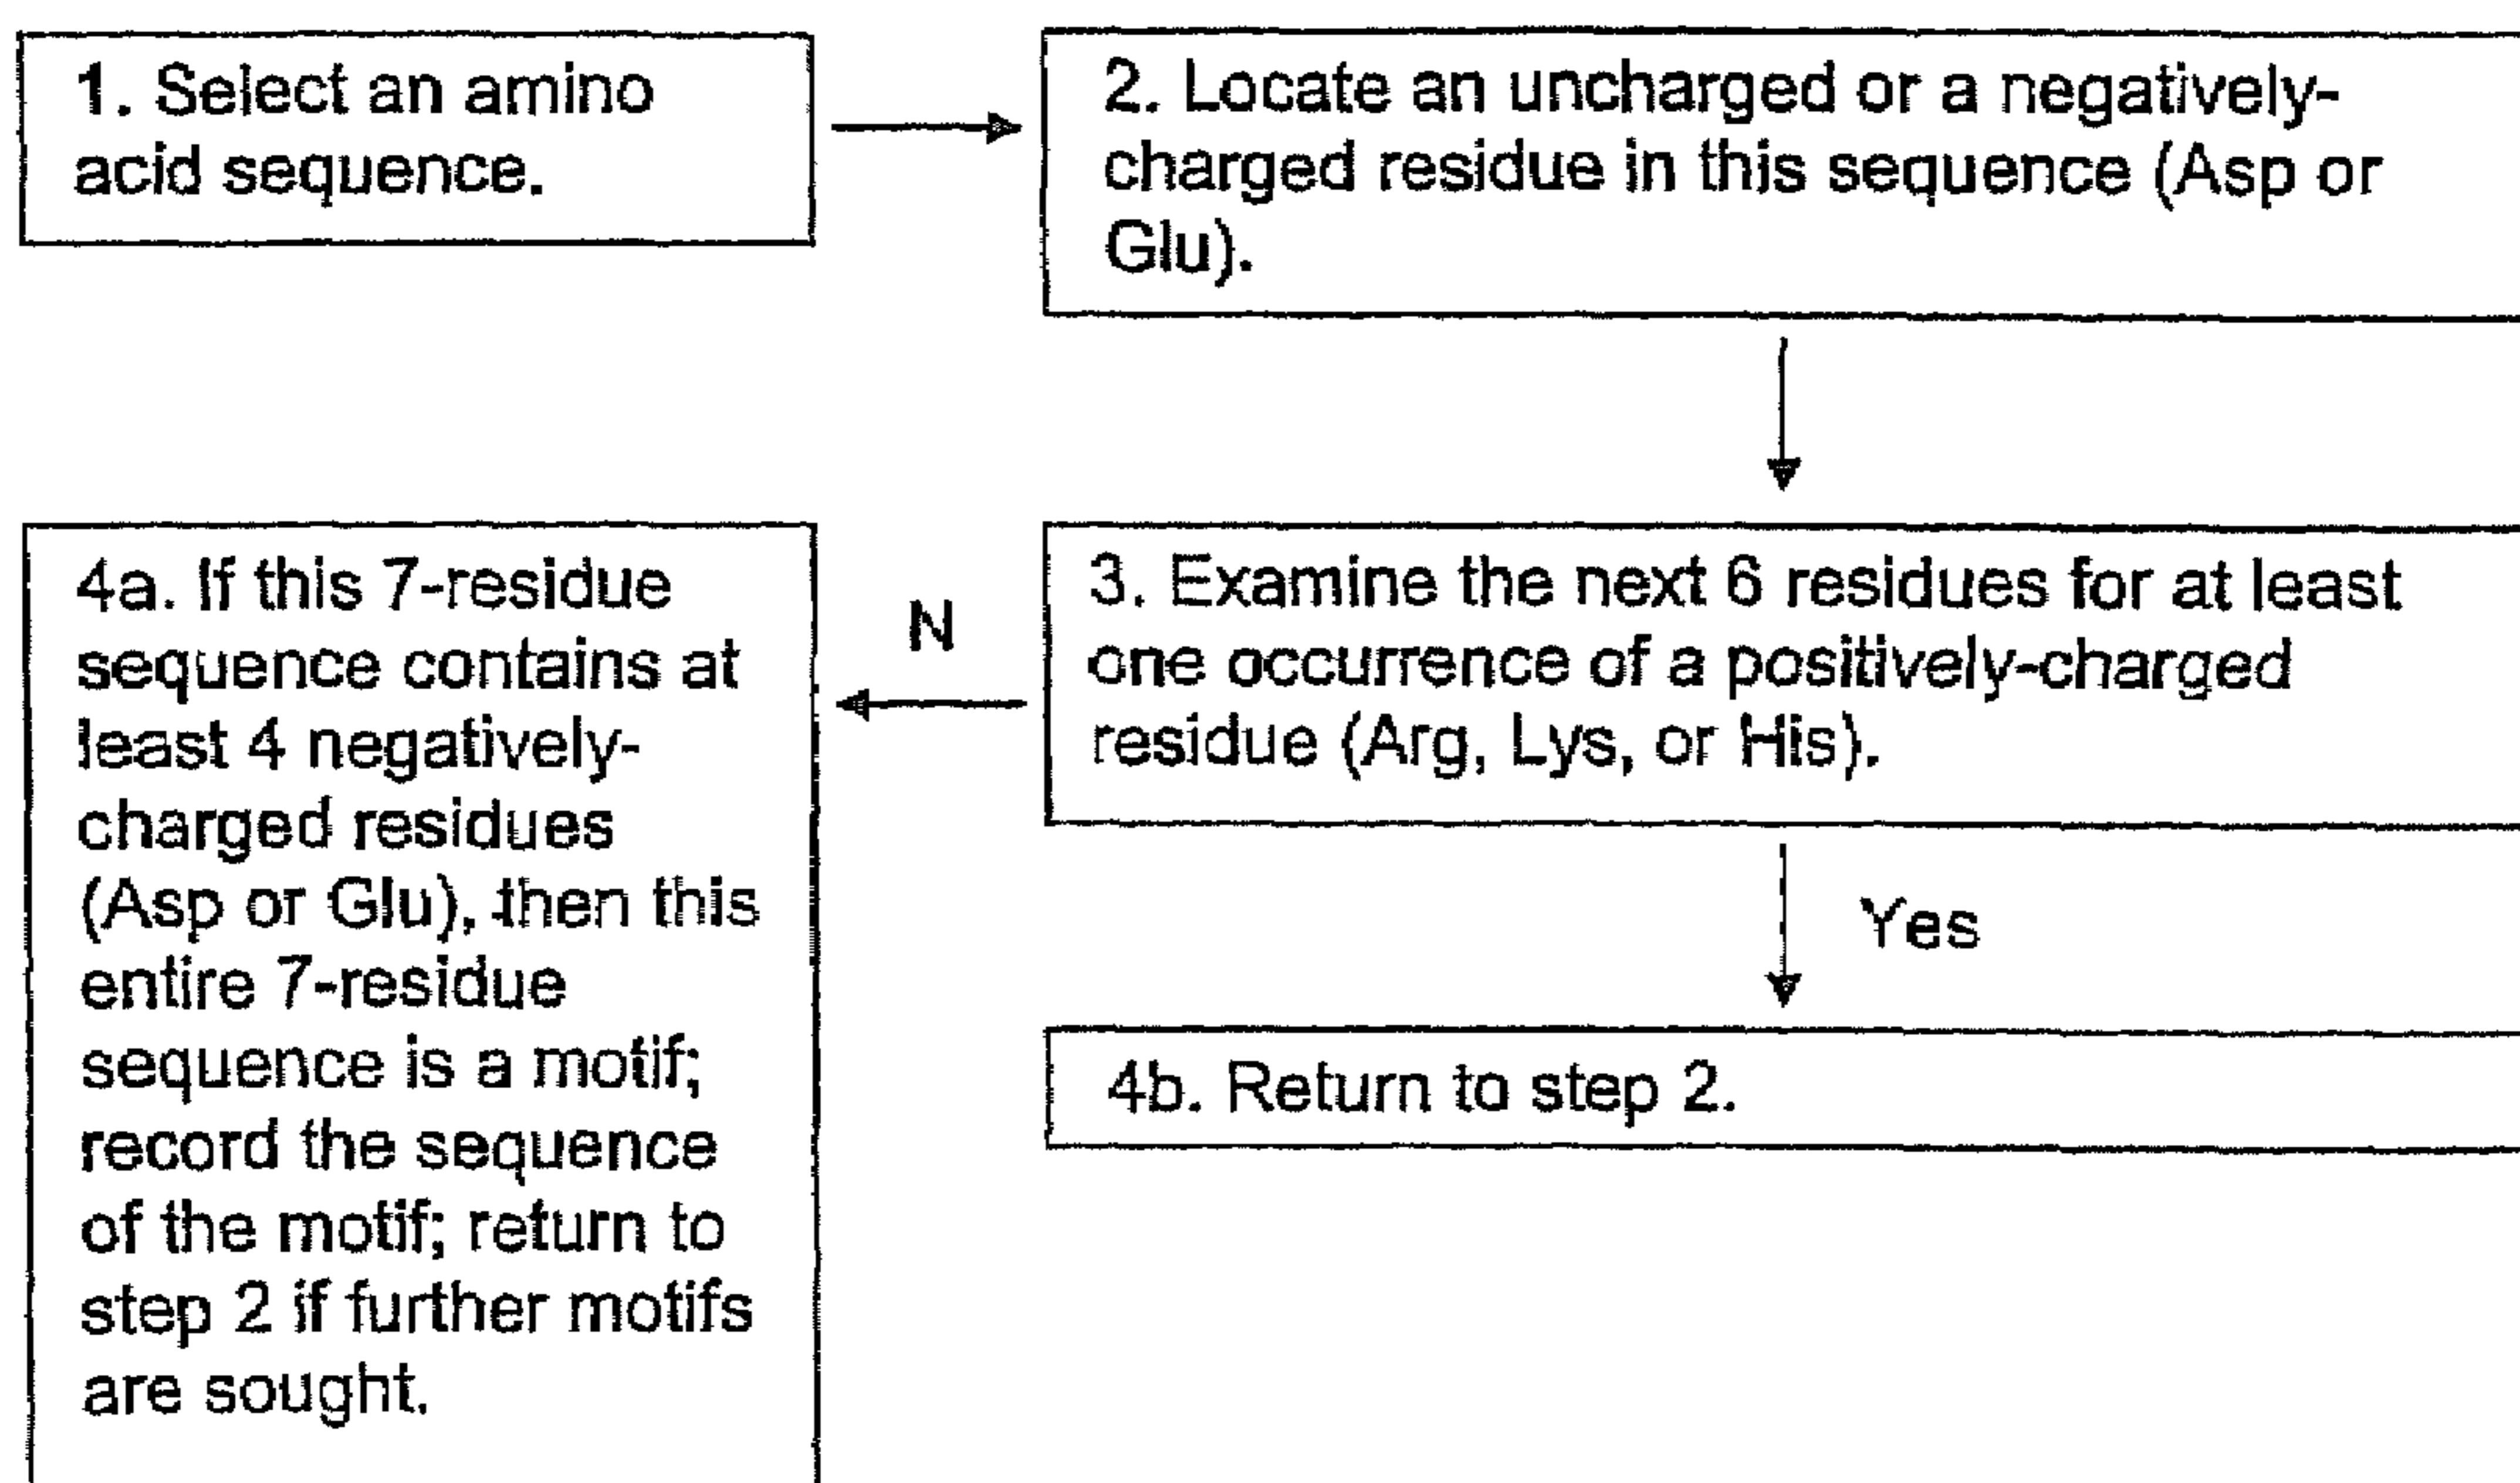 1. Select an amino
acid sequence.
2. Locate an uncharged or a negatively-
charged residue in this sequence (Asp or
Glu).
3. Examine the next 6 residues for at least
one occurrence of a positively-charged
residue (Arg, Lys, or His).
N
4a. If this 7-residue
sequence contains at
least 4 negatively-
charged residues
(Asp or Glu), then this
entire 7-residue
sequence is a motif;
record the sequence
of the motif; return to
step 2 if further motifs
are sought.
Yes
4b. Return to step 2.